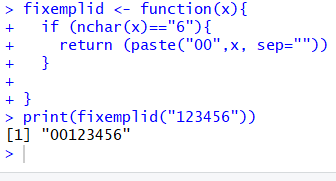 > fixemplid <- function(x){
+   if (nchar(x)=="6"){
+     return (paste("00",x, sep=""))
+   }
+
+ }
> print(fixemplid("123456"))
[1] "00123456"
>